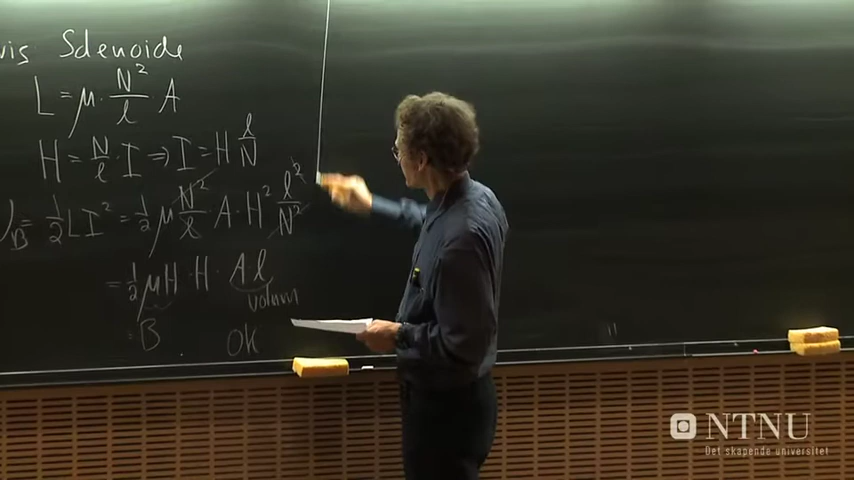 vis Solenoide
L = μ · N²/l A
H = N/l · I ⇒ I = H l/N
W_B = ½ L I² = ½ μ N²/l A · H² l²/N²
= ½ μ H · H · A l
volum
B OK
NTNU
Det skapende universitet